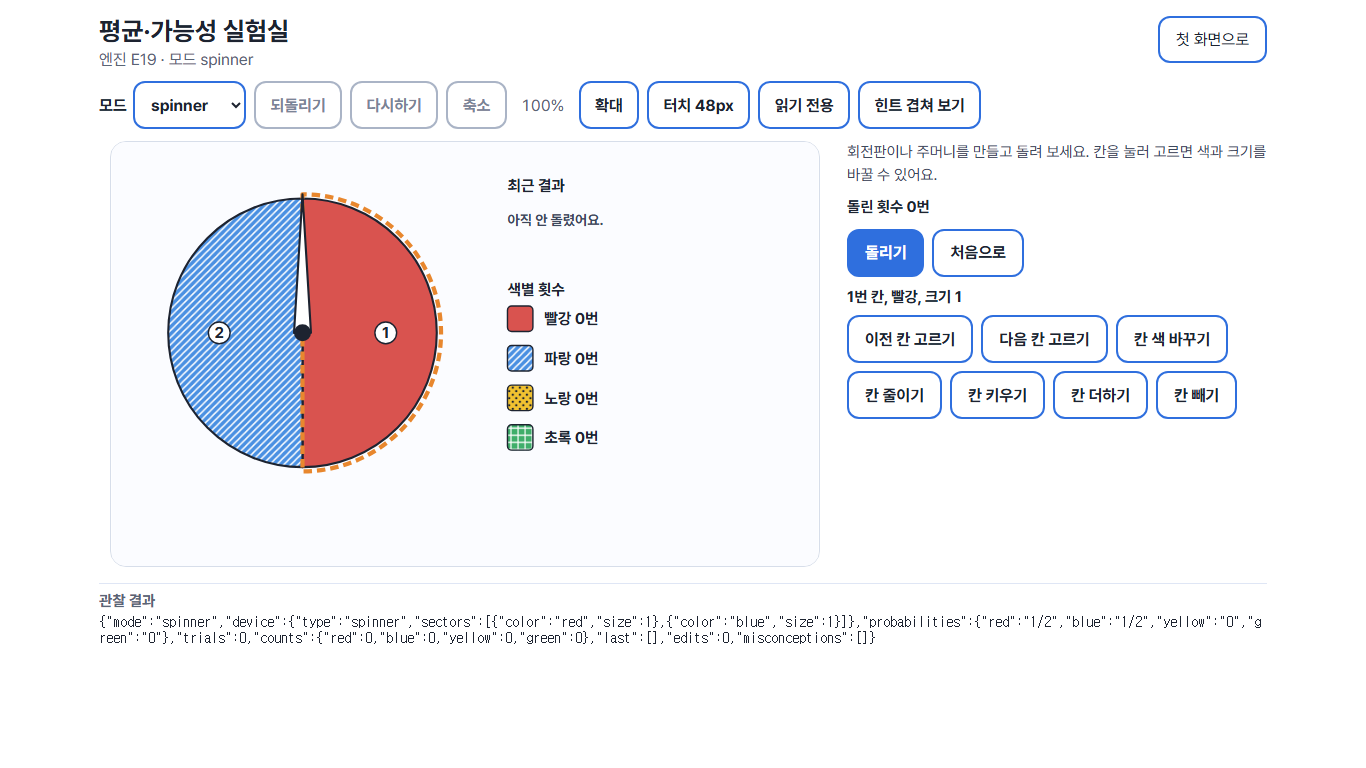 평균·가능성 실험실
엔진 E19 · 모드 spinner
첫 화면으로
모드 spinner 되돌리기 다시하기 축소 100% 확대 터치 48px 읽기 전용 힌트 겹쳐 보기
최근 결과
아직 안 돌렸어요.
색별 횟수
빨강 0번
파랑 0번
노랑 0번
초록 0번
2
1
회전판이나 주머니를 만들고 돌려 보세요. 칸을 눌러 고르면 색과 크기를
바꿀 수 있어요.
돌린 횟수 0번
돌리기 처음으로
1번 칸, 빨강, 크기 1
이전 칸 고르기 다음 칸 고르기 칸 색 바꾸기
칸 줄이기 칸 키우기 칸 더하기 칸 빼기
관찰 결과
{"mode":"spinner","device":{"type":"spinner","sectors":[{"color":"red","size":1},{"color":"blue","size":1}]},"probabilities":{"red":"1/2","blue":"1/2","yellow":"0","g
reen":"0"},"trials":0,"counts":{"red":0,"blue":0,"yellow":0,"green":0},"last":[],"edits":0,"misconceptions":[]}